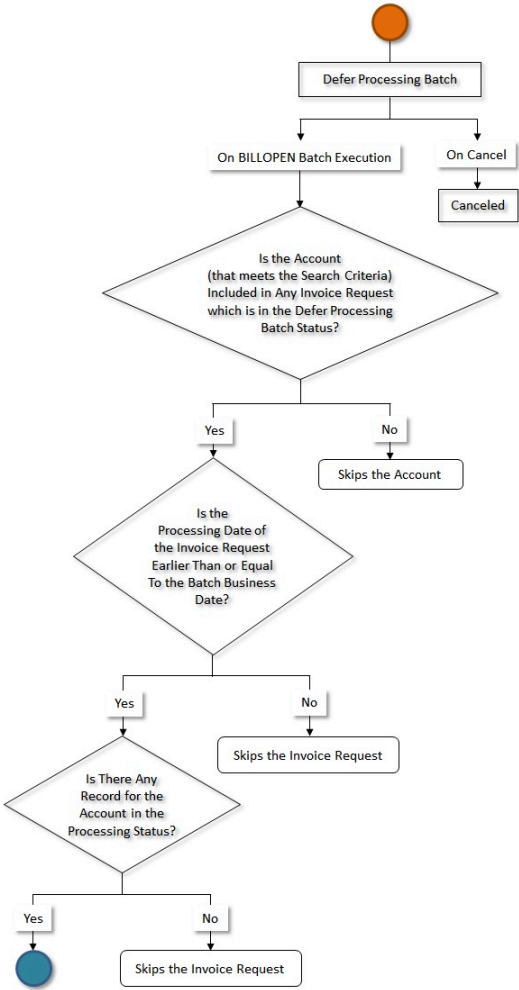 Defer Processing Batch
On BILLOPEN Batch Execution
On Cancel
Canceled
Is the Account
(that meets the Search Criteria)
Included in Any Invoice Request
which is in the Defer Processing
Batch Status?
Yes
No
Skips the Account
Is the
Processing Date of
the Invoice Request
Earlier Than or Equal
To the Batch Business
Date?
Yes
No
Skips the Invoice Request
Is There Any
Record for the
Account in the
Processing Status?
Yes
No
Skips the Invoice Request